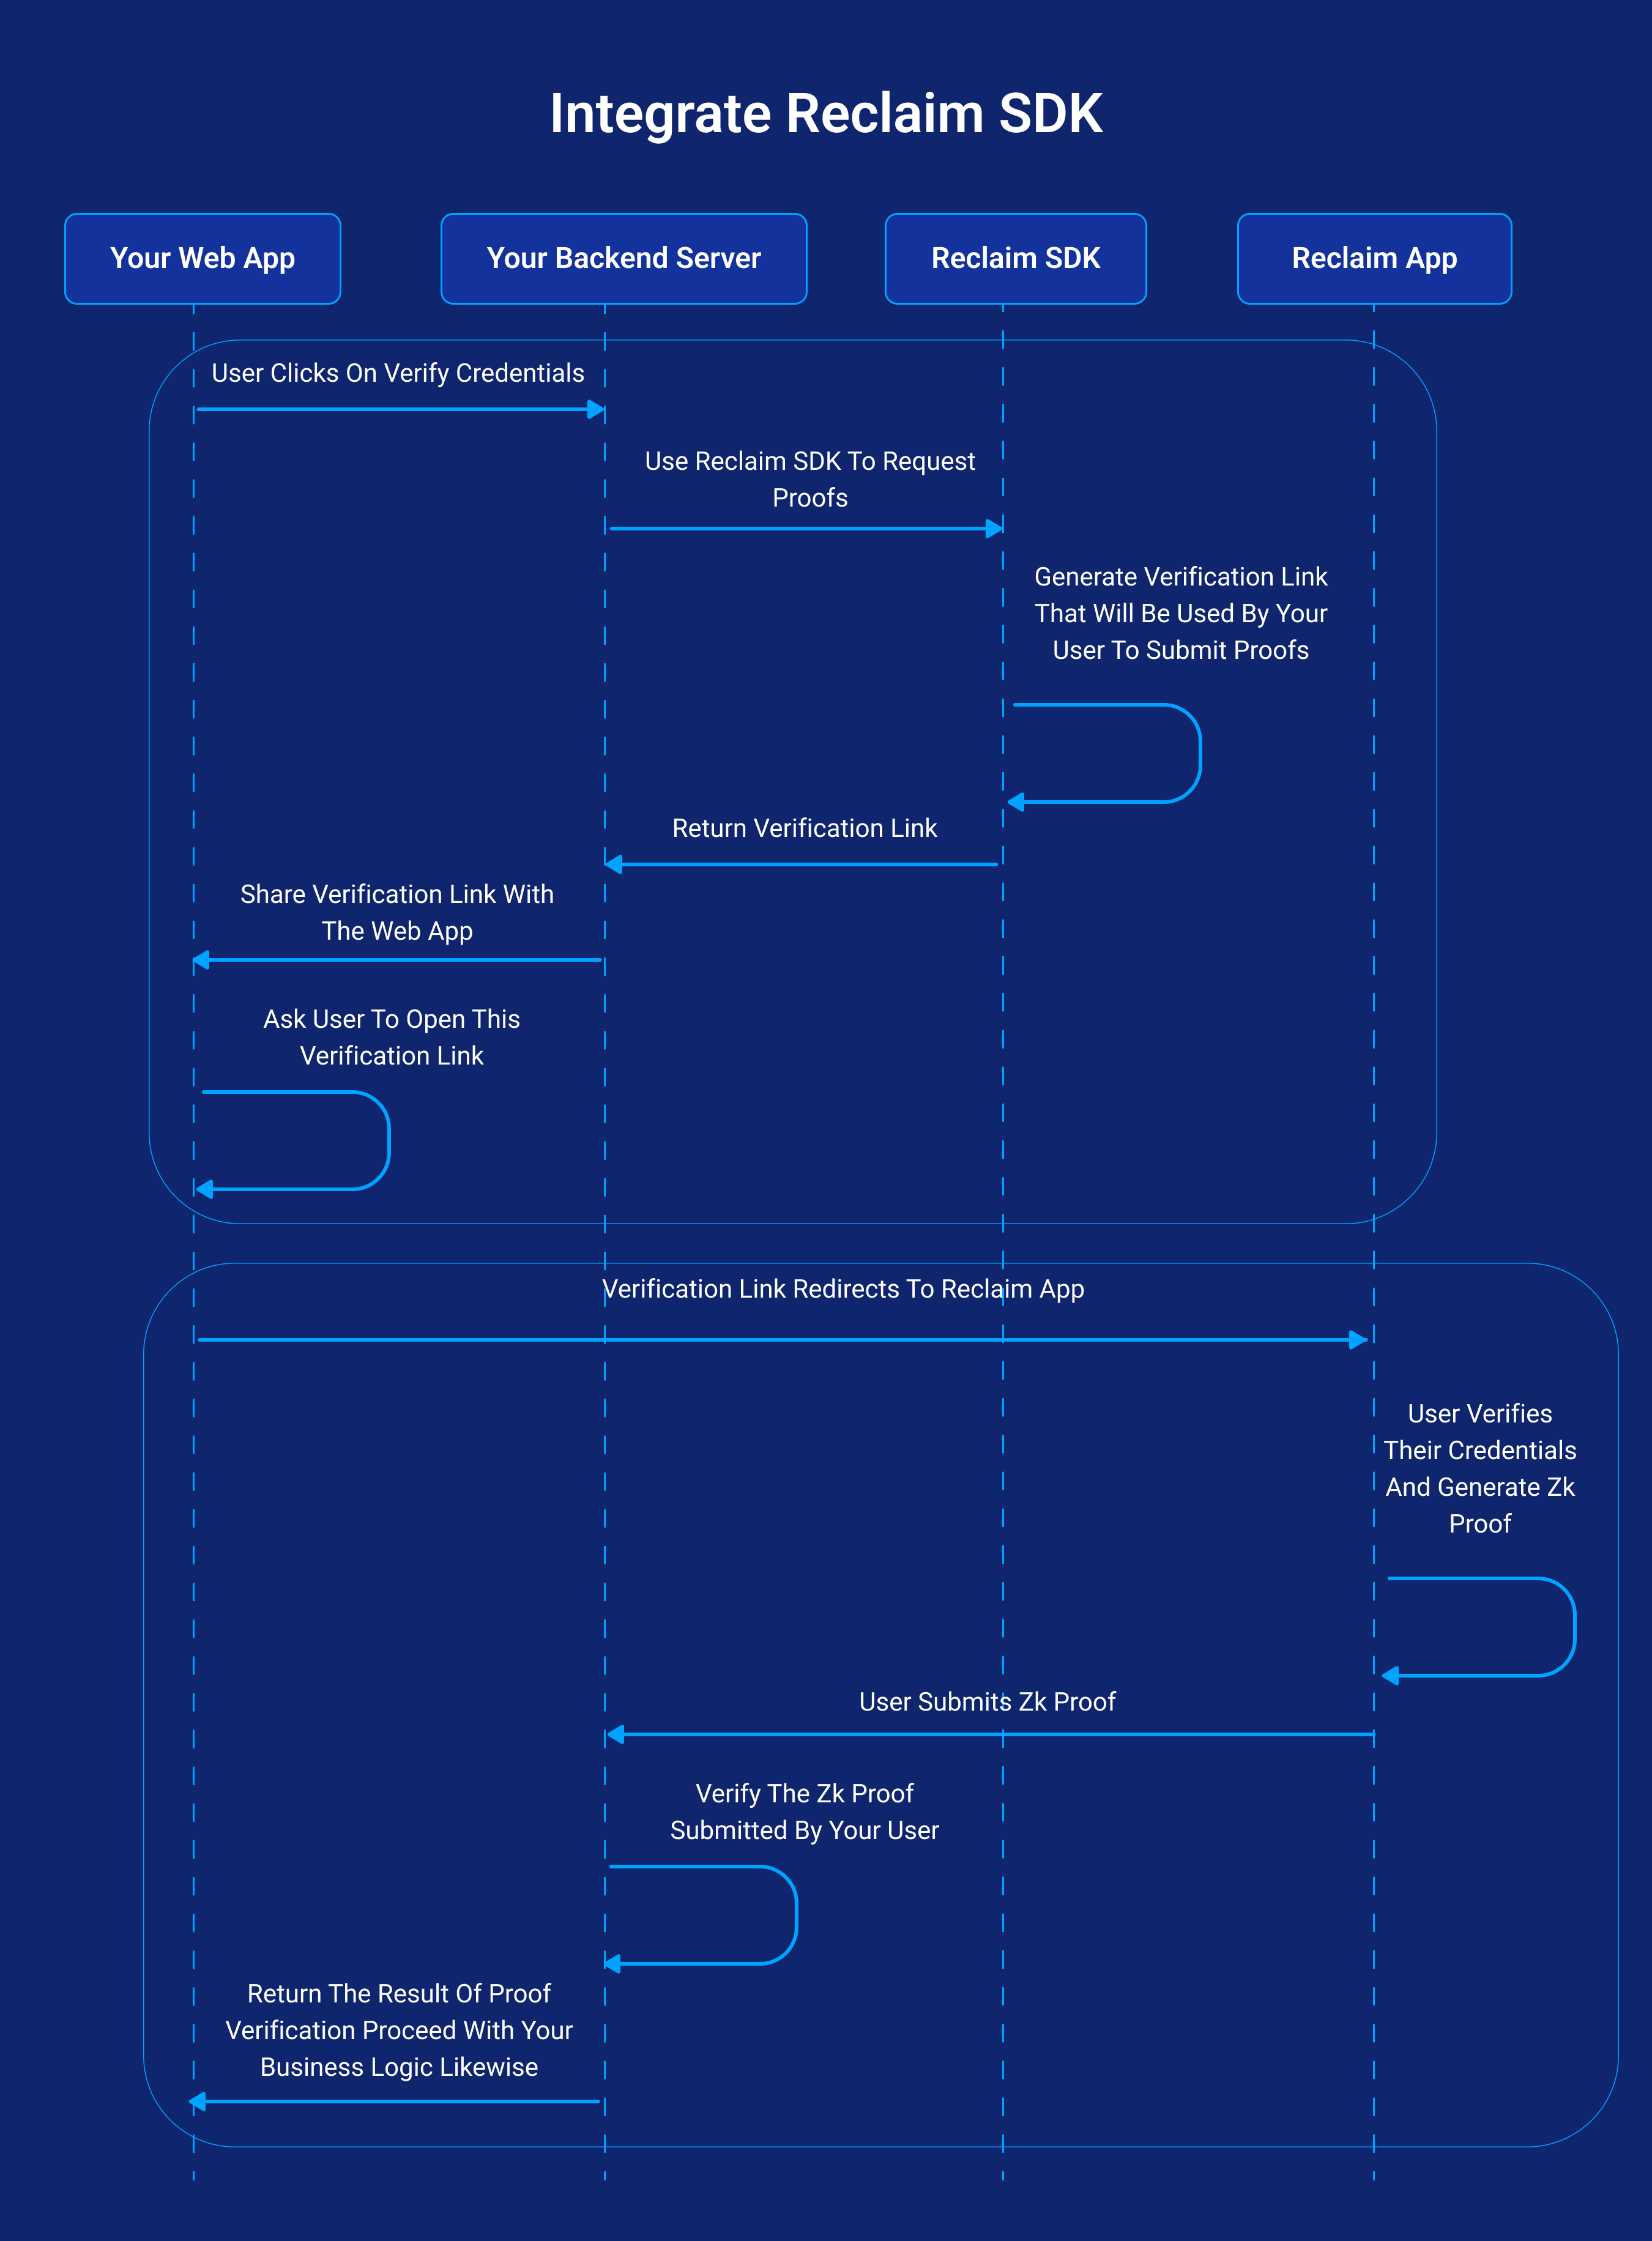 Integrate Reclaim SDK
Your Web App
Your Backend Server
Reclaim SDK
Reclaim App
User Clicks On Verify Credentials
Use Reclaim SDK To Request
Proofs
Generate Verification Link
That Will Be Used By Your
User To Submit Proofs
Return Verification Link
Share Verification Link With
The Web App
Ask User To Open This
Verification Link
Verification Link Redirects To Reclaim App
User Verifies
Their Credentials
And Generate Zk
Proof
User Submits Zk Proof
Verify The Zk Proof
Submitted By Your User
Return The Result Of Proof
Verification Proceed With Your
Business Logic Likewise